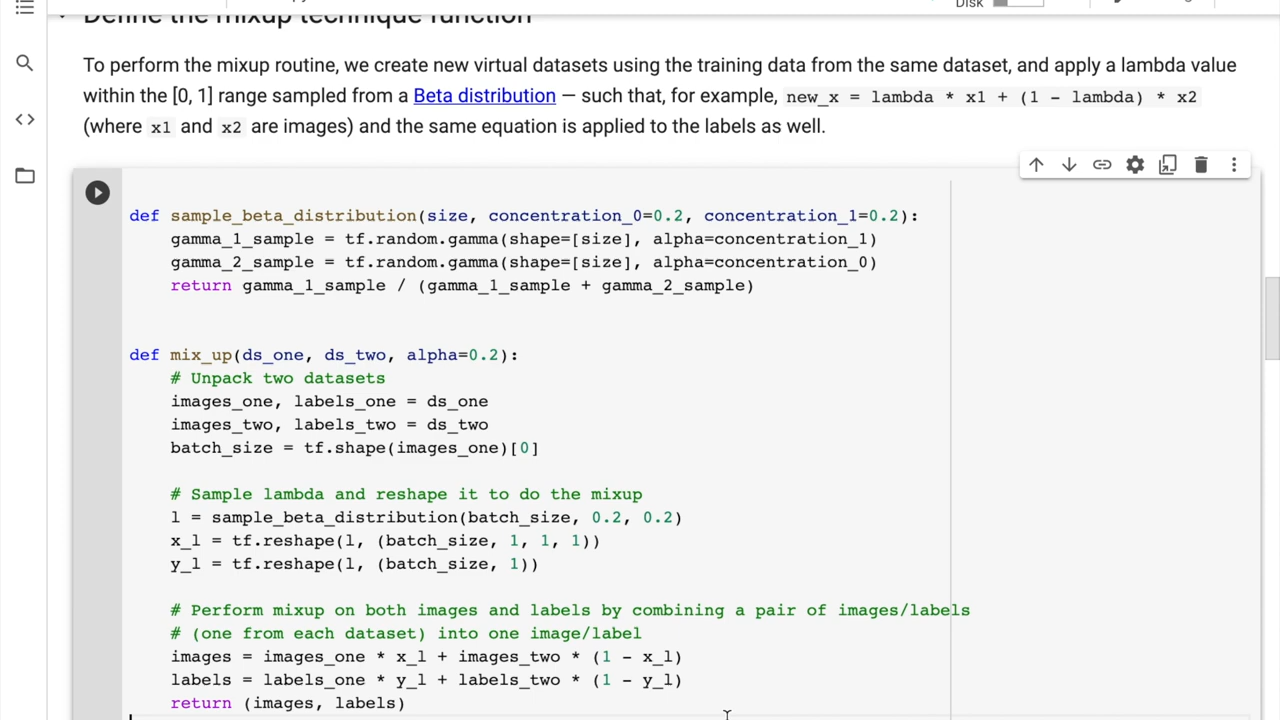 Disk
Define the mixup technique function
To perform the mixup routine, we create new virtual datasets using the training data from the same dataset, and apply a lambda value
within the [0, 1] range sampled from a Beta distribution — such that, for example, new_x = lambda * x1 + (1 - lambda) * x2
(where x1 and x2 are images) and the same equation is applied to the labels as well.
def sample_beta_distribution(size, concentration_0=0.2, concentration_1=0.2):
    gamma_1_sample = tf.random.gamma(shape=[size], alpha=concentration_1)
    gamma_2_sample = tf.random.gamma(shape=[size], alpha=concentration_0)
    return gamma_1_sample / (gamma_1_sample + gamma_2_sample)
def mix_up(ds_one, ds_two, alpha=0.2):
    # Unpack two datasets
    images_one, labels_one = ds_one
    images_two, labels_two = ds_two
    batch_size = tf.shape(images_one)[0]
    # Sample lambda and reshape it to do the mixup
    l = sample_beta_distribution(batch_size, 0.2, 0.2)
    x_l = tf.reshape(l, (batch_size, 1, 1, 1))
    y_l = tf.reshape(l, (batch_size, 1))
    # Perform mixup on both images and labels by combining a pair of images/labels
    # (one from each dataset) into one image/label
    images = images_one * x_l + images_two * (1 - x_l)
    labels = labels_one * y_l + labels_two * (1 - y_l)
    return (images, labels)